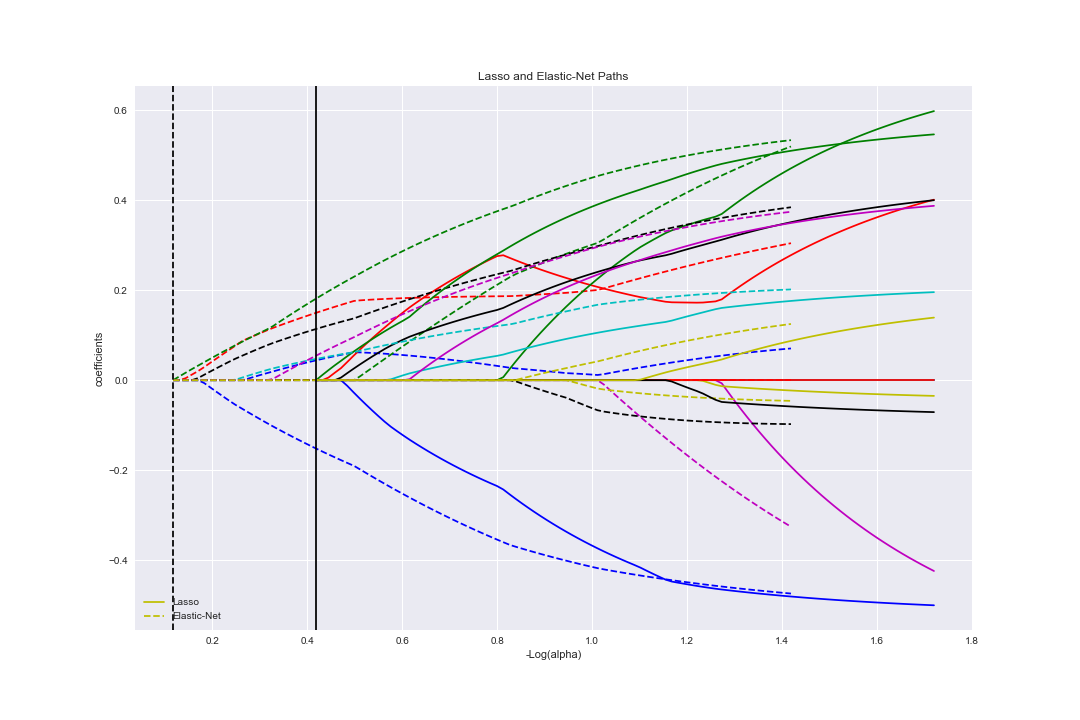 Lasso and Elastic-Net Paths
0.6
0.4
0.2
0.0
−0.2
−0.4
coefficients
Lasso
Elastic-Net
0.2 0.4 0.6 0.8 1.0 1.2 1.4 1.6 1.8
-Log(alpha)